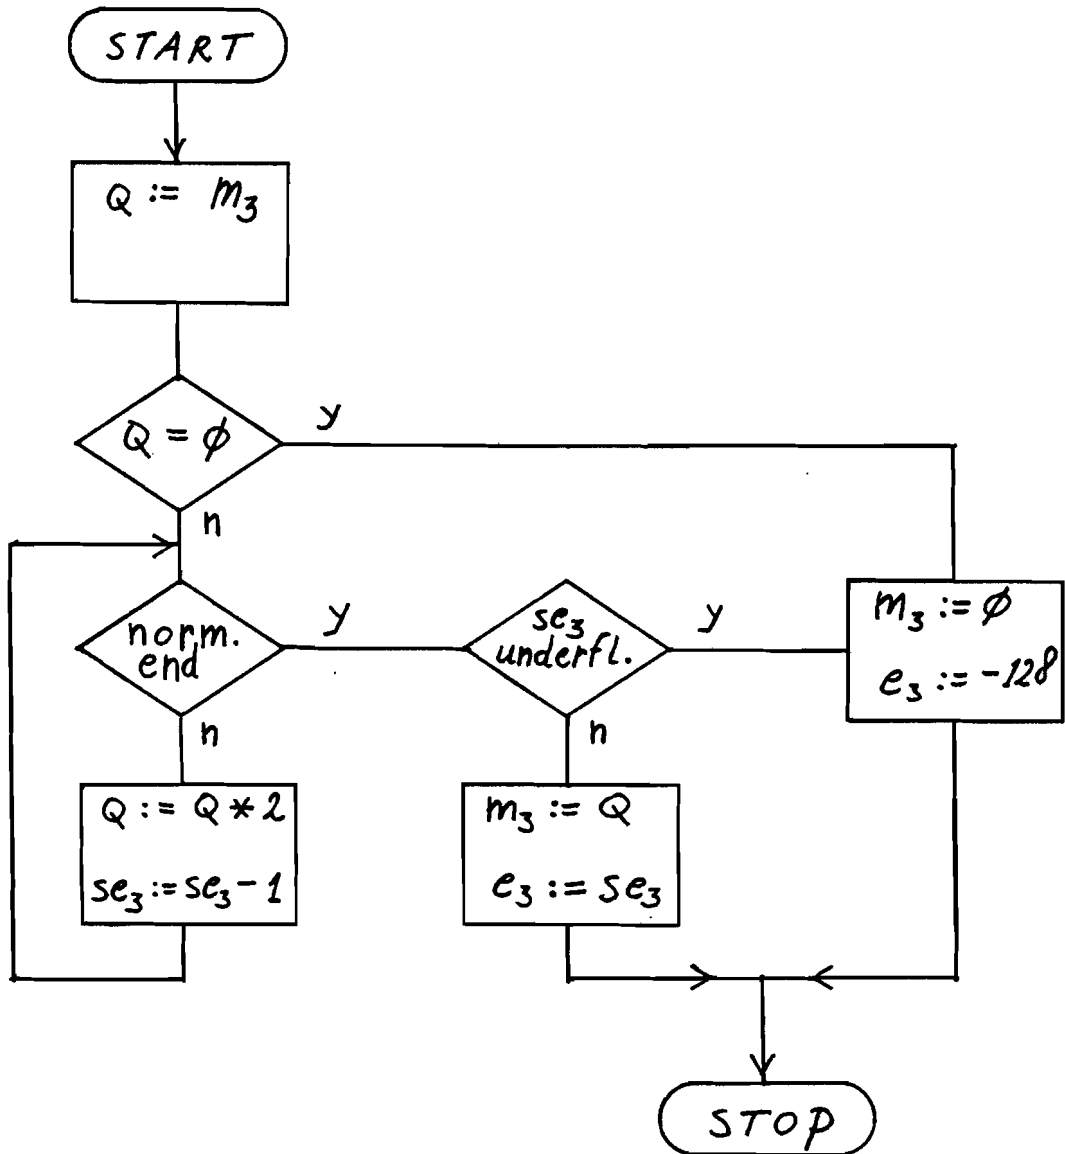 START
Q := m₃
Q = ϕ
y
n
norm.
end
y
se₃
underfl.
y
m₃ := ϕ
e₃ := -128
n
Q := Q * 2
se₃ := se₃ - 1
n
m₃ := Q
e₃ := se₃
STOP